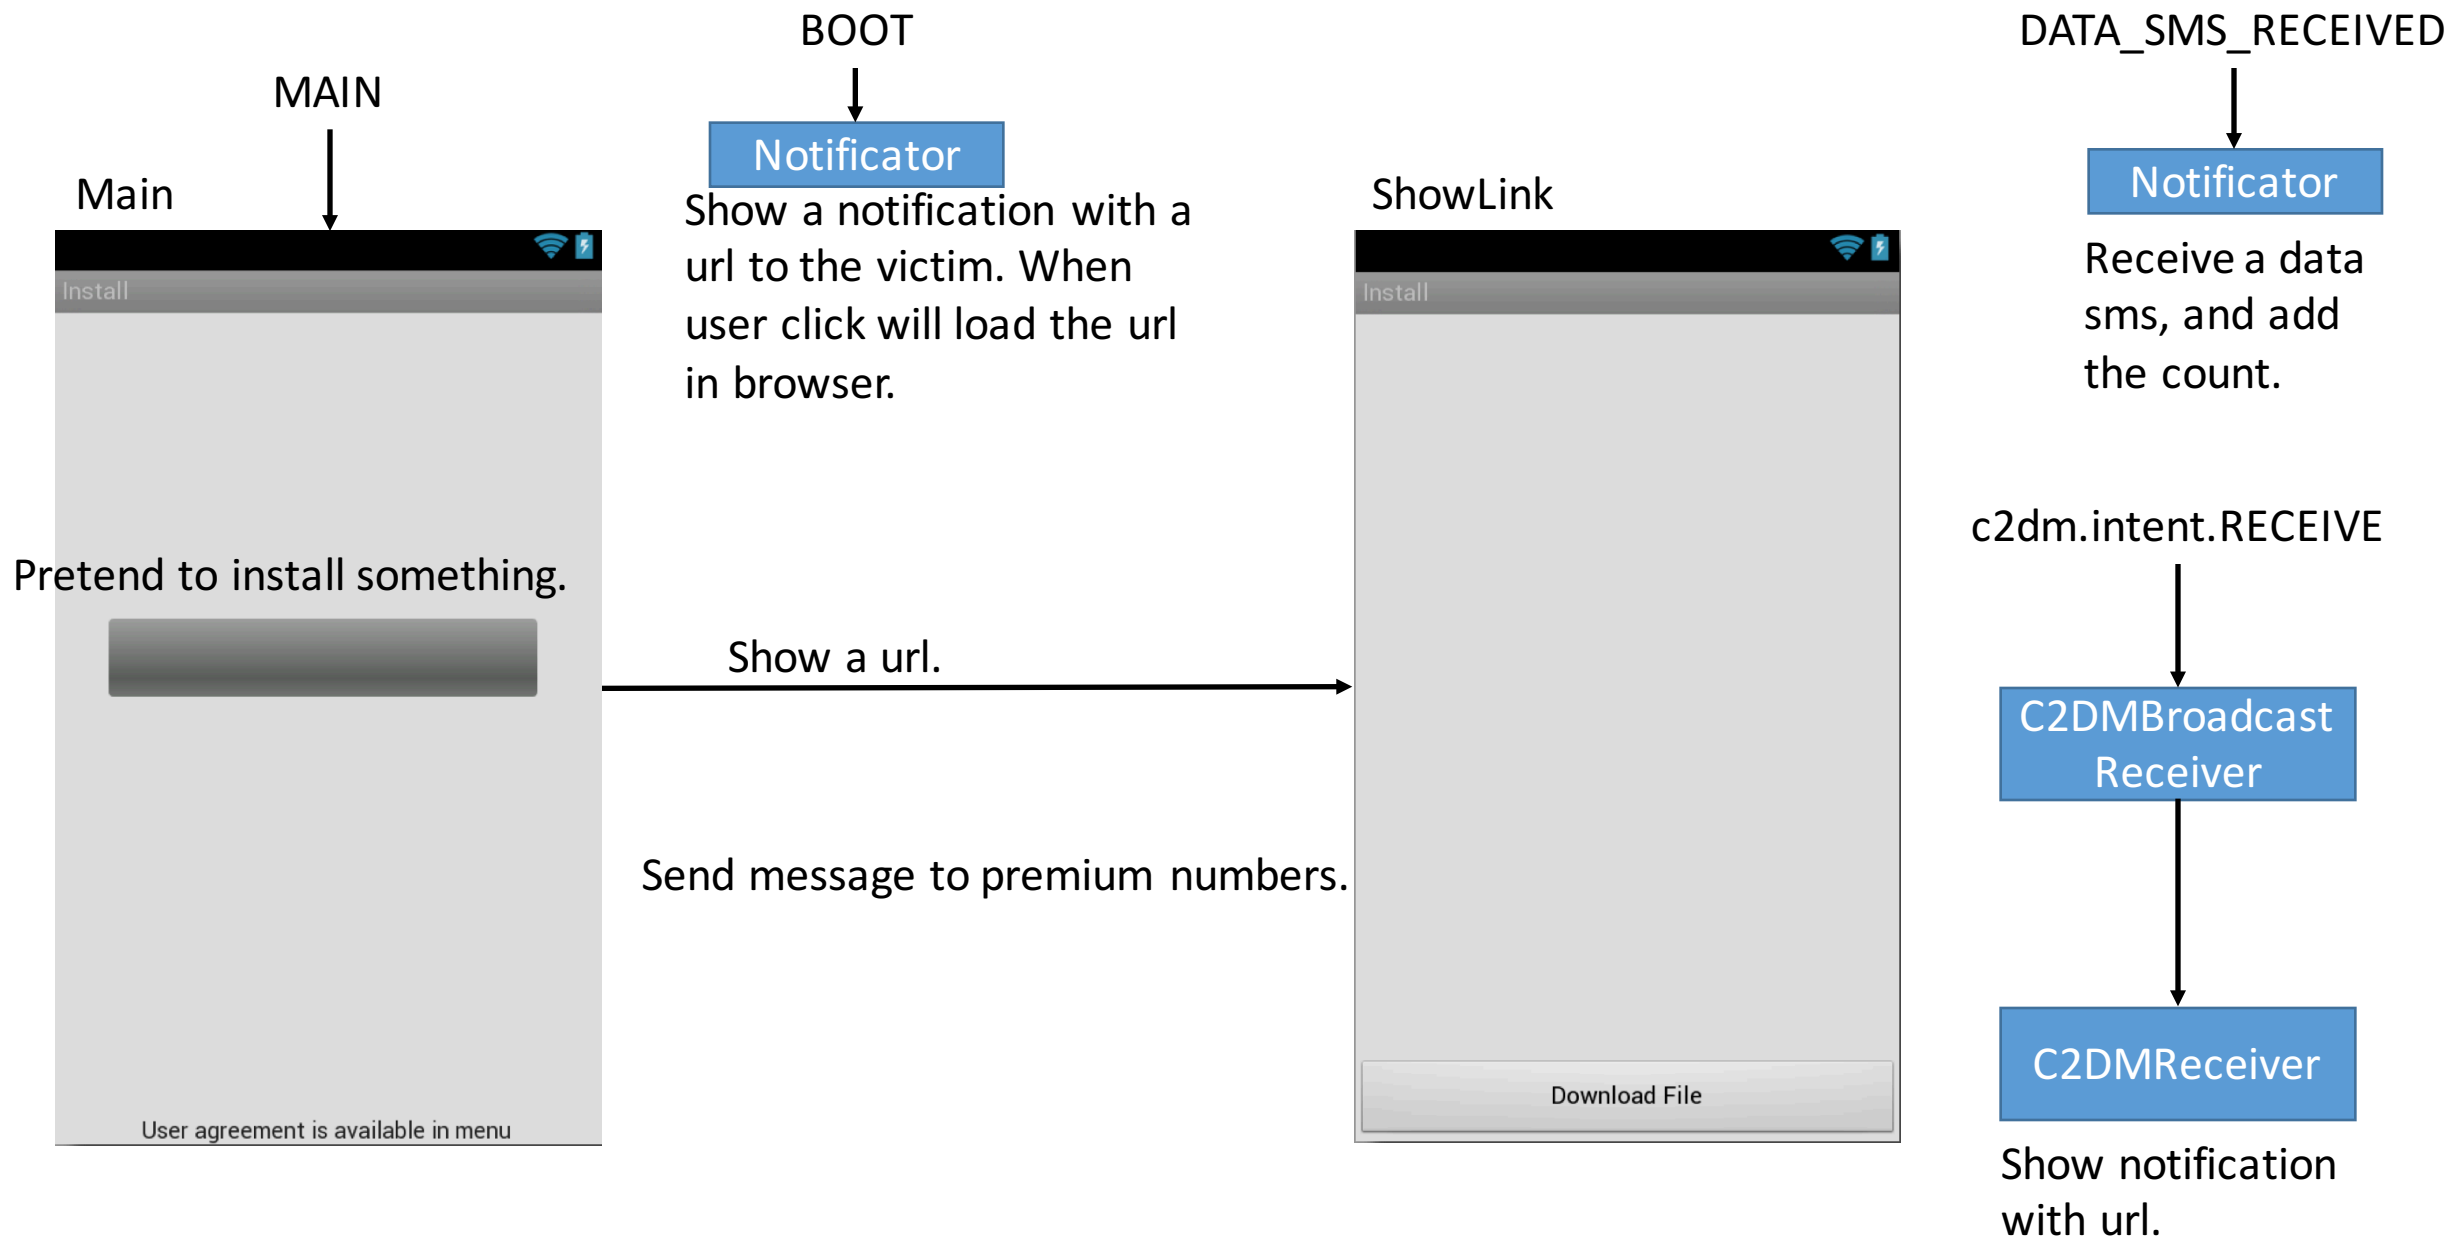 BOOT
DATA_SMS_RECEIVED
MAIN
Notificator
Notificator
Main
ShowLink
Show a notification with a
url to the victim. When
user click will load the url
in browser.
Receive a data
sms, and add
the count.
Install
Install
c2dm.intent.RECEIVE
Pretend to install something.
Show a url.
C2DMBroadcast
Receiver
Send message to premium numbers.
C2DMReceiver
Download File
User agreement is available in menu
Show notification
with url.